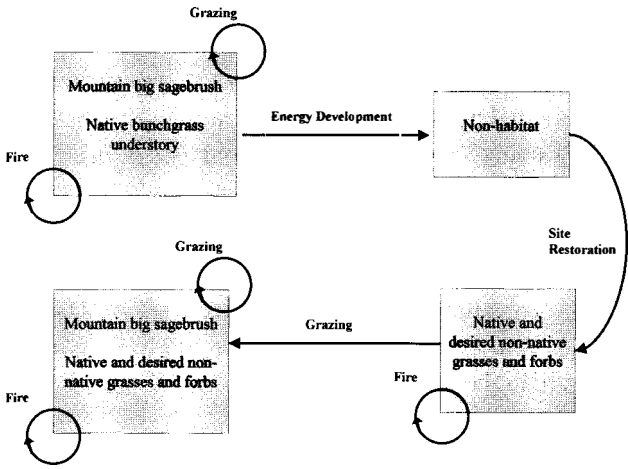 Grazing
Mountain big sagebrush
Native bunchgrass
understory
Fire
Energy Development
Non-habitat
Site
Restoration
Grazing
Mountain big sagebrush
Native and desired non-
native grasses and forbs
Fire
Grazing
Native and
desired non-native
grasses and forbs
Fire